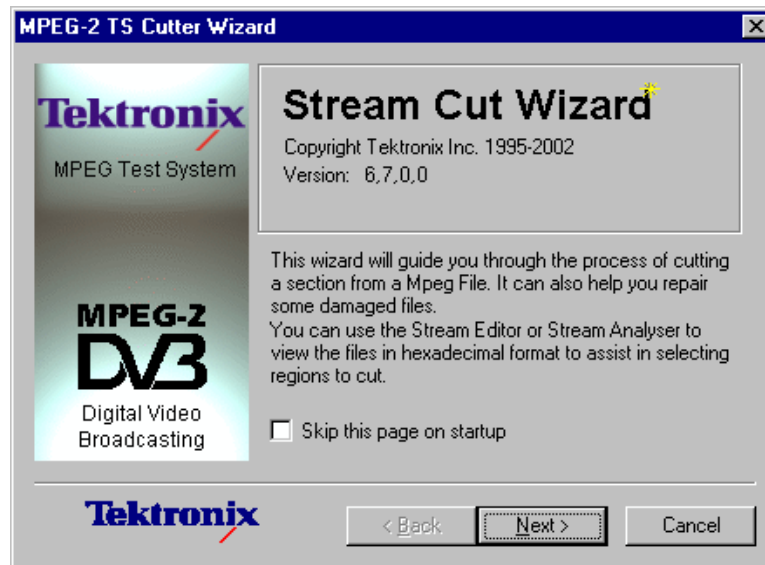 MPEG-2 TS Cutter Wizard
Tektronix
MPEG Test System
MPEG-2
DVB
Digital Video
Broadcasting
Stream Cut Wizard
Copyright Tektronix Inc. 1995-2002
Version: 6,7,0,0
This wizard will guide you through the process of cutting
a section from a Mpeg File. It can also help you repair
some damaged files.
You can use the Stream Editor or Stream Analyser to
view the files in hexadecimal format to assist in selecting
regions to cut.
Skip this page on startup
Tektronix
< Back
Next >
Cancel